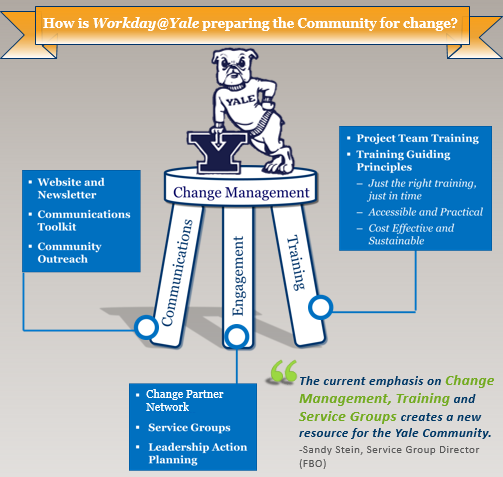 How is Workday@Yale preparing the Community for change?
YALE
Y
Change Management
Communications
Engagement
Training
▪ Website and
Newsletter
▪ Communications
Toolkit
▪ Community
Outreach
▪ Project Team Training
▪ Training Guiding
Principles
– Just the right training,
just in time
– Accessible and Practical
– Cost Effective and
Sustainable
▪ Change Partner
Network
▪ Service Groups
▪ Leadership Action
Planning
“ The current emphasis on Change
Management, Training and
Service Groups creates a new
resource for the Yale Community.
-Sandy Stein, Service Group Director
(FBO)